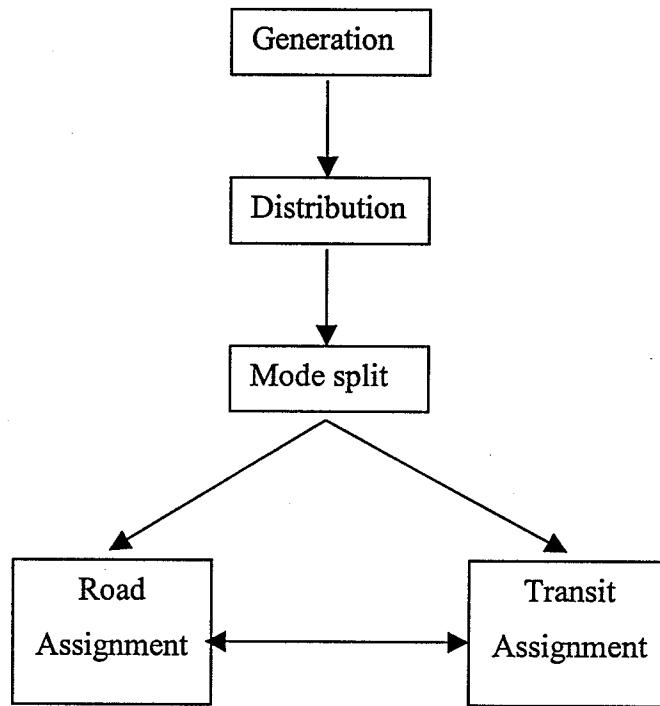 Generation
Distribution
Mode split
Road
Assignment
Transit
Assignment